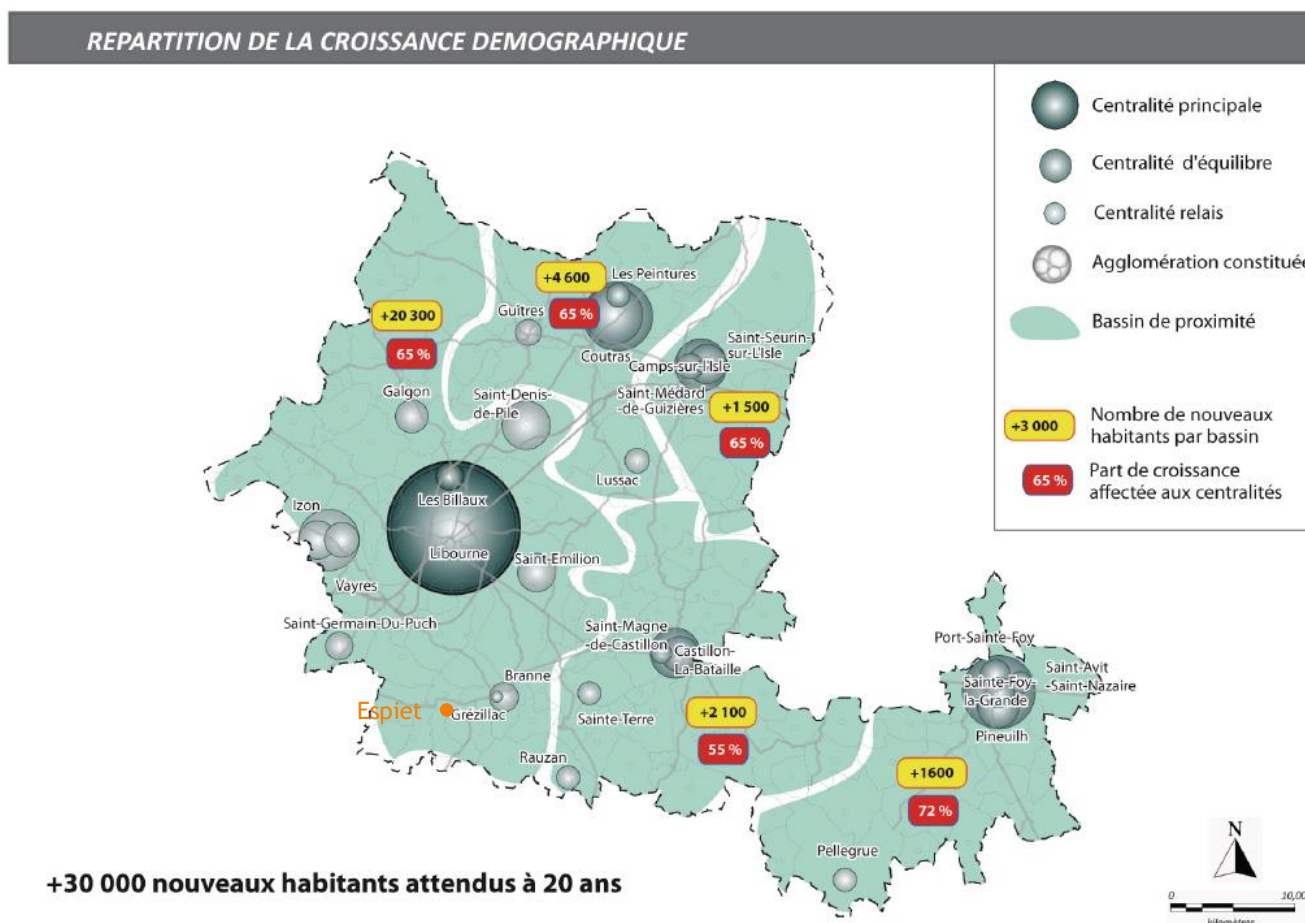 REPARTITION DE LA CROISSANCE DEMOGRAPHIQUE
Centralité principale
Centralité d'équilibre
Centralité relais
Agglomération constituée
Bassin de proximité
+3 000
Nombre de nouveaux
habitants par bassin
65 %
Part de croissance
affectée aux centralités
+4 600
65 %
Les Peintures
Guîtres
Coutras
+20 300
65 %
Galgon
Saint-Seurin-
sur-L'Isle
Camps-sur-l'Isle
Saint-Médard
-de-Guizières
+1 500
65 %
Saint-Denis-
de-Pile
Lussac
Les Billaux
Libourne
Izon
Vayres
Saint-Emilion
Saint-Germain-Du-Puch
Saint-Magne
-de-Castillon
Castillon-
La-Bataille
Branne
Espiet
Grézillac
Sainte-Terre
Rauzan
+2 100
55 %
Port-Sainte-Foy
Saint-Avit
-Saint-Nazaire
Sainte-Foy-
la-Grande
Pineuilh
+1600
72 %
Pellegrue
+30 000 nouveaux habitants attendus à 20 ans
N
0 10,00
kilomètres